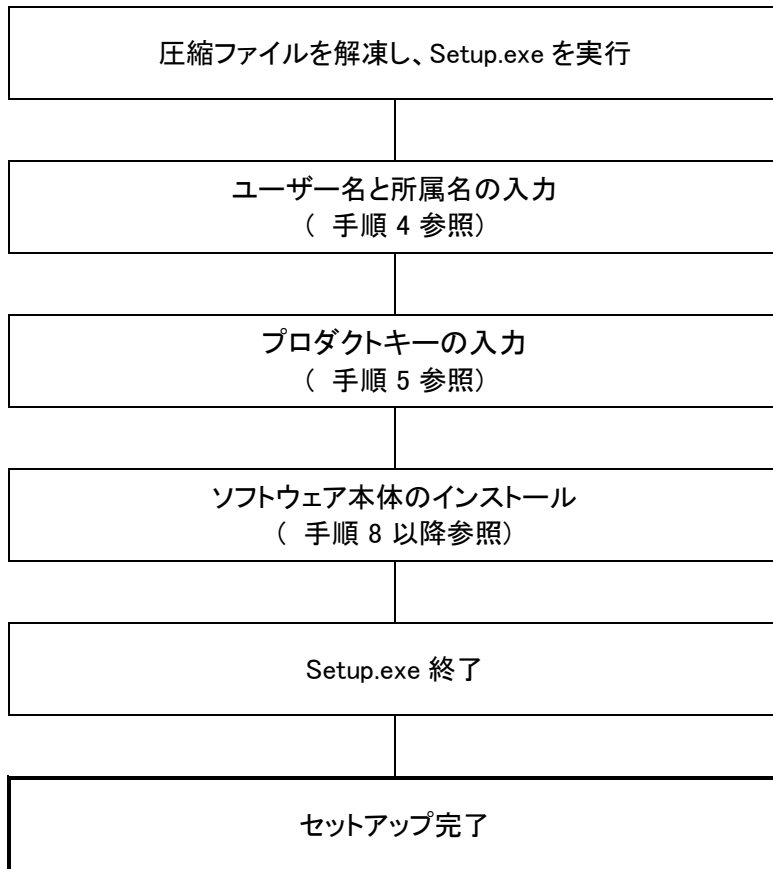 圧縮ファイルを解凍し、Setup.exe を実行
ユーザー名と所属名の入力
（ 手順 4 参照）
プロダクトキーの入力
（ 手順 5 参照）
ソフトウェア本体のインストール
（ 手順 8 以降参照）
Setup.exe 終了
セットアップ完了